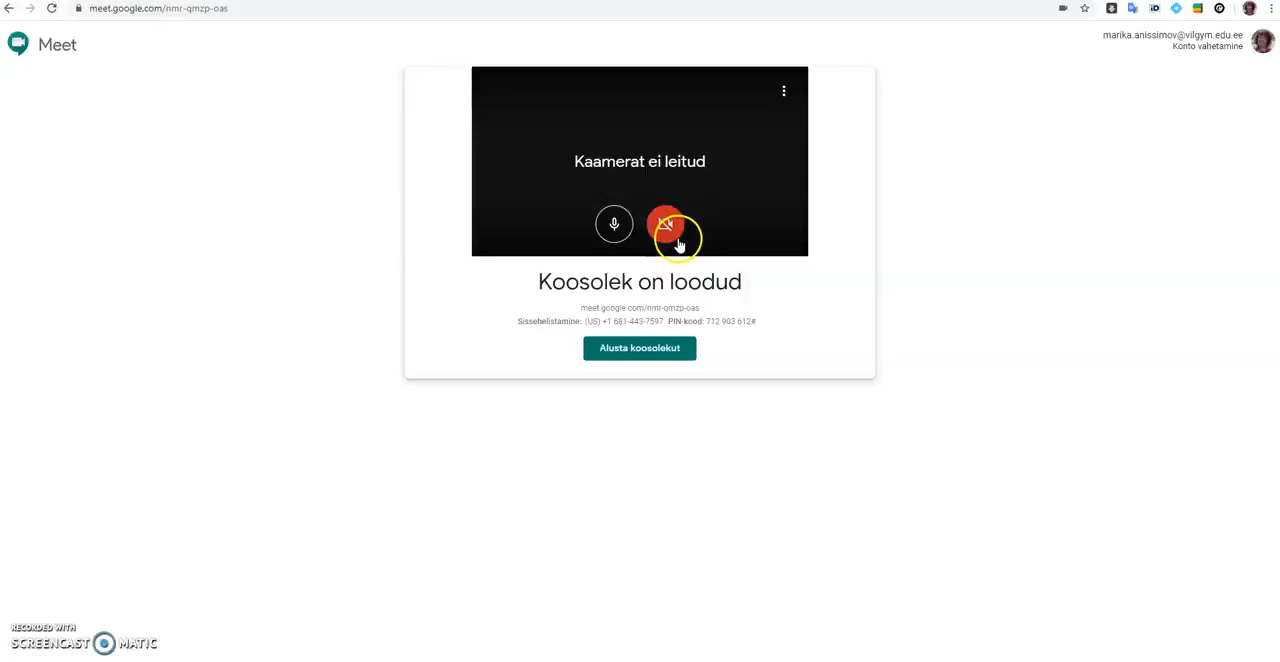 meet.google.com/nmr-qmzp-oas
Meet
marika.anissimov@vilgym.edu.ee
Konto vahetamine
Kaamerat ei leitud
Koosolek on loodud
meet.google.com/nmr-qmzp-oas
Sissehelistamine: (US) +1 681-443-7597 PIN-kood: 712 903 612#
Alusta koosolekut
RECORDED WITH
SCREENCAST MATIC